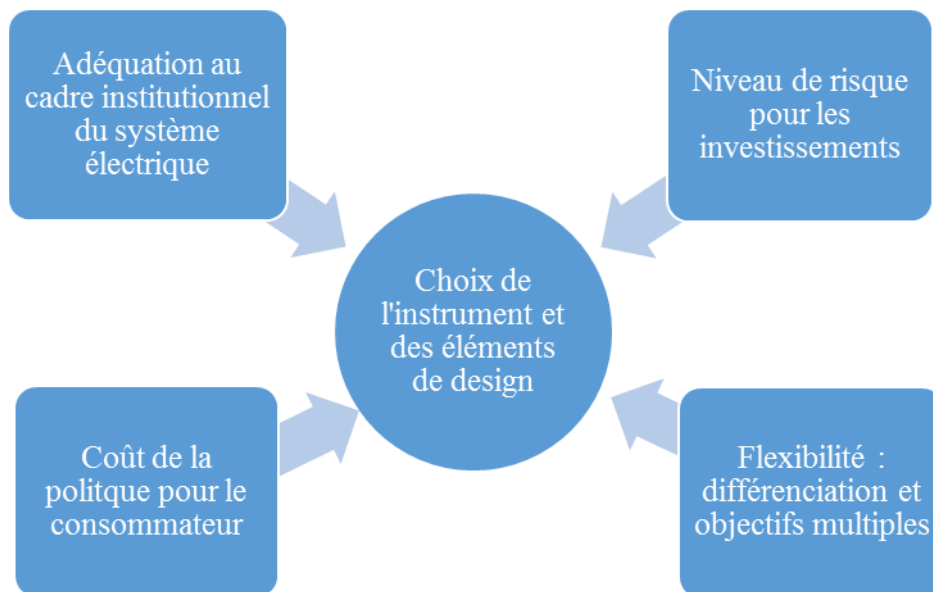 Adéquation au
cadre institutionnel
du système
électrique
Niveau de risque
pour les
investissements
Choix de
l'instrument et
des éléments
de design
Coût de la
politque pour le
consommateur
Flexibilité :
différenciation et
objectifs multiples